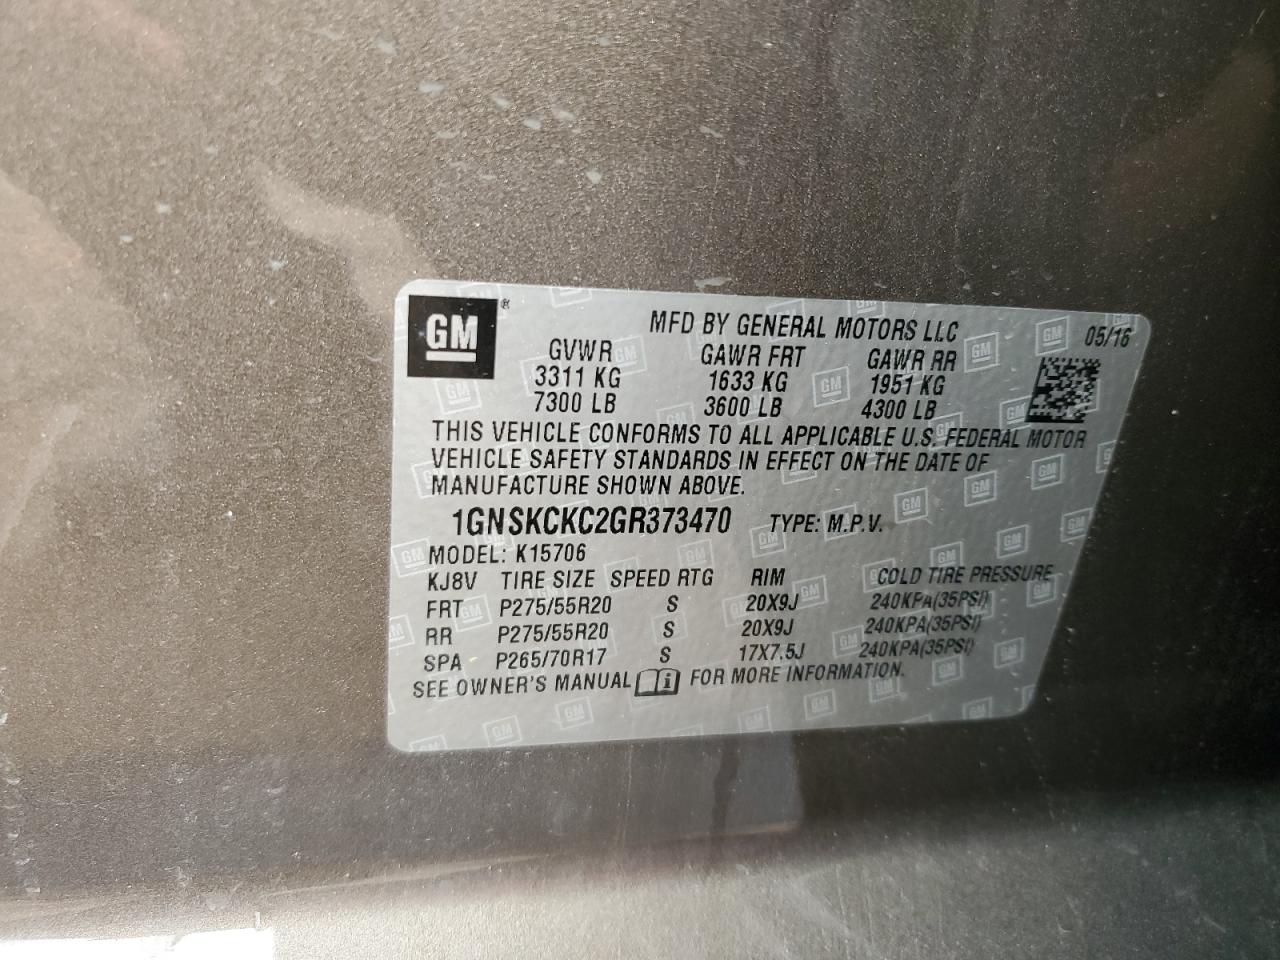 GM®
MFD BY GENERAL MOTORS LLC 05/16
GVWR GAWR FRT GAWR RR
3311 KG 1633 KG 1951 KG
7300 LB 3600 LB 4300 LB
THIS VEHICLE CONFORMS TO ALL APPLICABLE U.S. FEDERAL MOTOR
VEHICLE SAFETY STANDARDS IN EFFECT ON THE DATE OF
MANUFACTURE SHOWN ABOVE.
1GNSKCKC2GR373470 TYPE: M.P.V.
MODEL: K15706
KJ8V TIRE SIZE SPEED RTG RIM COLD TIRE PRESSURE
FRT P275/55R20 S 20X9J 240KPA(35PSI)
RR P275/55R20 S 20X9J 240KPA(35PSI)
SPA P265/70R17 S 17X7.5J 240KPA(35PSI)
SEE OWNER'S MANUAL i FOR MORE INFORMATION.